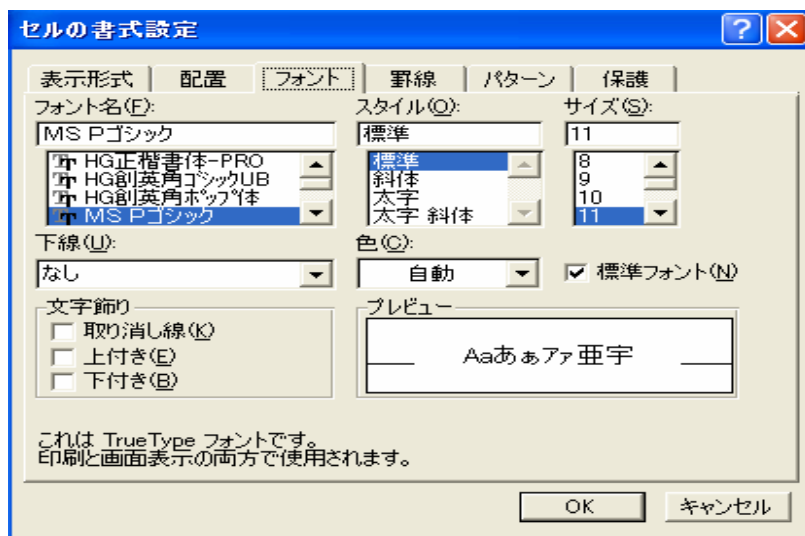 セルの書式設定
表示形式 配置 フォント 罫線 パターン 保護
フォント名(F): スタイル(O): サイズ(S):
MS Pゴシック 標準 11
HG正楷書体-PRO 標準 8
HG創英角ゴシックUB 斜体 9
HG創英角ポップ体 太字 10
MS Pゴシック 太字 斜体 11
下線(U): 色(C):
なし 自動 標準フォント(N)
文字飾り プレビュー
取り消し線(K)
上付き(E) Aaあぁアァ亜宇
下付き(B)
これは TrueType フォントです。
印刷と画面表示の両方で使用されます。
OK キャンセル